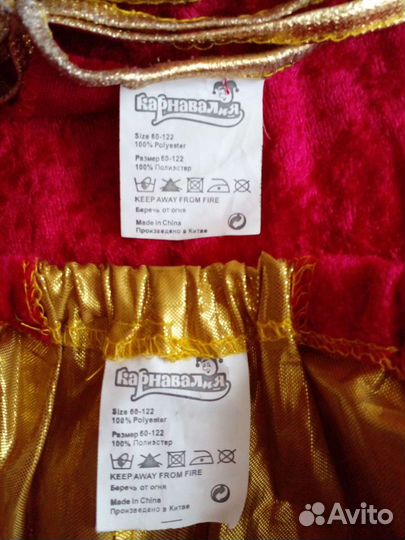 карнавалия
Size 60-122
100% Polyester
Размер 60-122
100% Полиэстер
KEEP AWAY FROM FIRE
Беречь от огня
Made in China
Произведено в Китае
карнавалия
Size 60-122
100% Polyester
Размер 60-122
100% Полиэстер
KEEP AWAY FROM FIRE
Беречь от огня
Made in China
Произведено в Китае
Avito